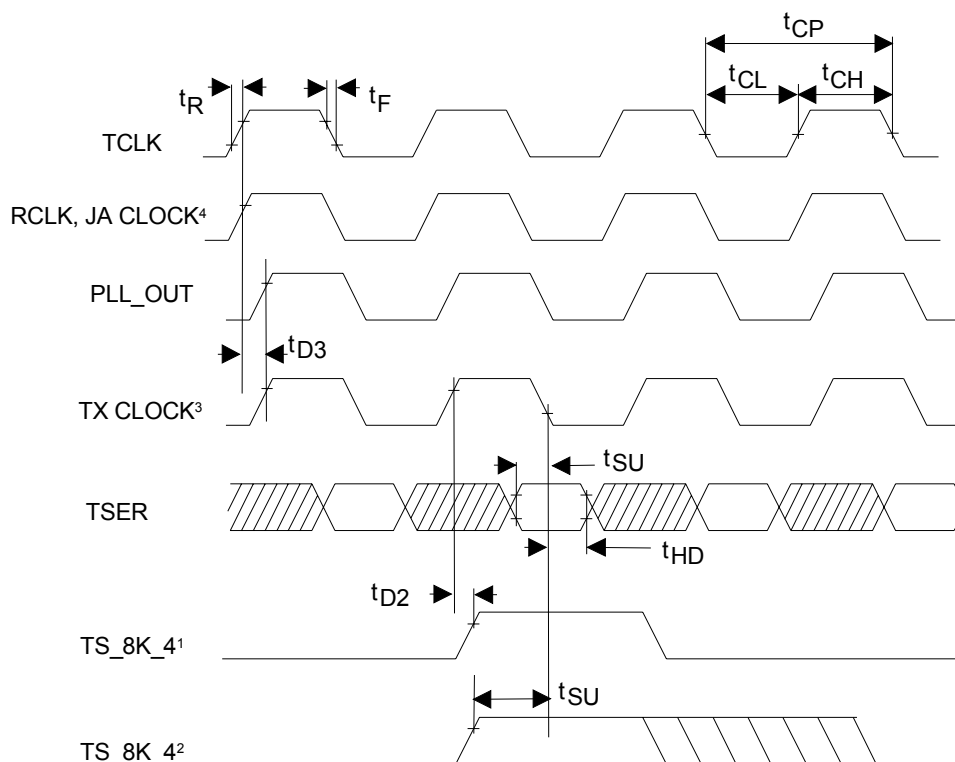 tCP
tCL
tCH
tR
tF
TCLK
RCLK, JA CLOCK⁴
PLL_OUT
tD3
TX CLOCK³
tSU
TSER
tHD
tD2
TS_8K_4¹
tSU
TS_8K_4²